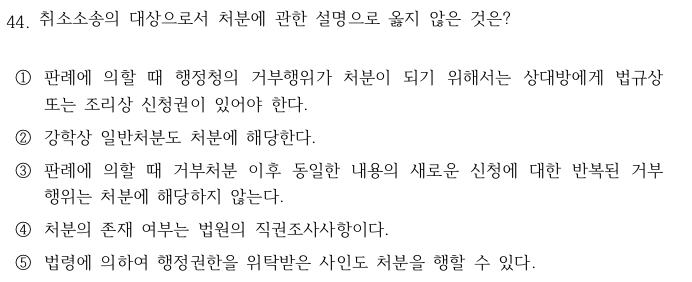 44. 취소소송의 대상으로서 처분에 관한 설명으로 옳지 않은 것은?
① 판례에 의할 때 행정청의 거부행위가 처분이 되기 위해서는 상대방에게 법규상
또는 조리상 신청권이 있어야 한다.
② 강학상 일반처분도 처분에 해당한다.
③ 판례에 의할 때 거부처분 이후 동일한 내용의 새로운 신청에 대한 반복된 거부
행위는 처분에 해당하지 않는다.
④ 처분의 존재 여부는 법원의 직권조사사항이다.
⑤ 법령에 의하여 행정권한을 위탁받은 사인도 처분을 행할 수 있다.